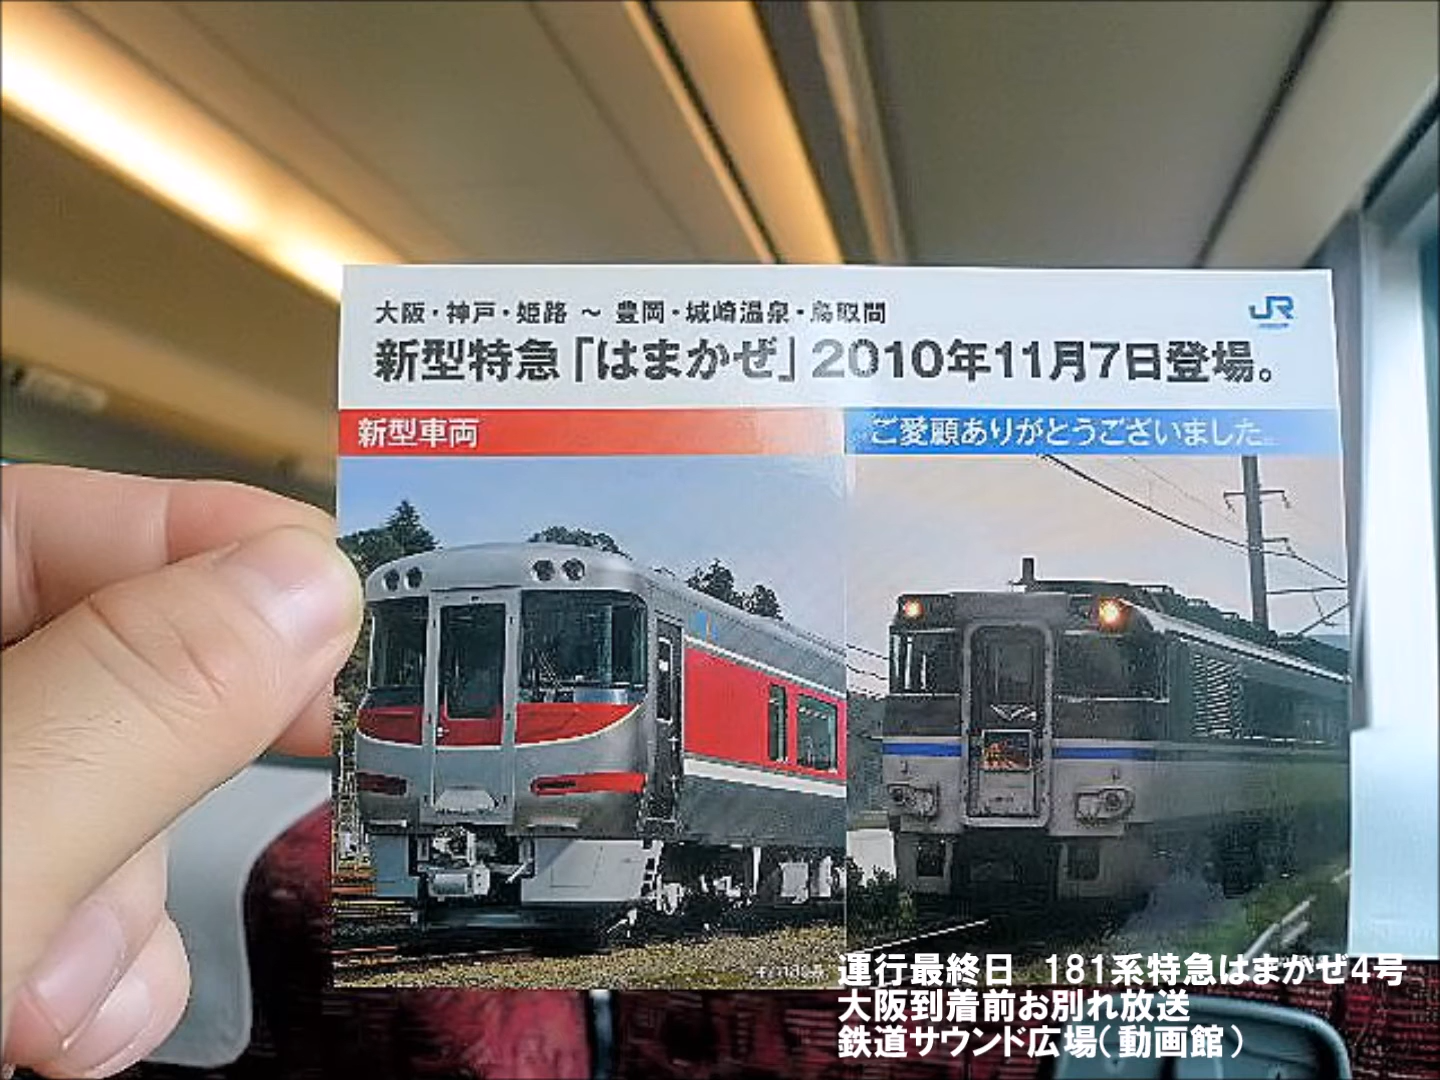 大阪・神戸・姫路 ～ 豊岡・城崎温泉・鳥取間
JR
新型特急「はまかぜ」2010年11月7日登場。
新型車両
ご愛顧ありがとうございました。
運行最終日　181系特急はまかぜ4号
大阪到着前お別れ放送
鉄道サウンド広場（動画館）